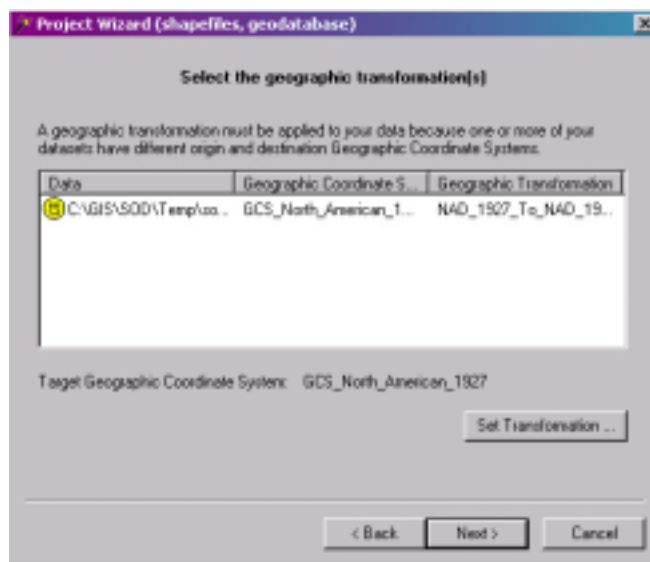 Project Wizard (shapefiles, geodatabase)
Select the geographic transformation(s)
A geographic transformation must be applied to your data because one or more of your
datasets have different origin and destination Geographic Coordinate Systems.
Data Geographic Coordinate S... Geographic Transformation
C:\GIS\SOD\Temp\so... GCS_North_American_1... NAD_1927_To_NAD_19...
Target Geographic Coordinate System: GCS_North_American_1927
Set Transformation ...
< Back Next > Cancel